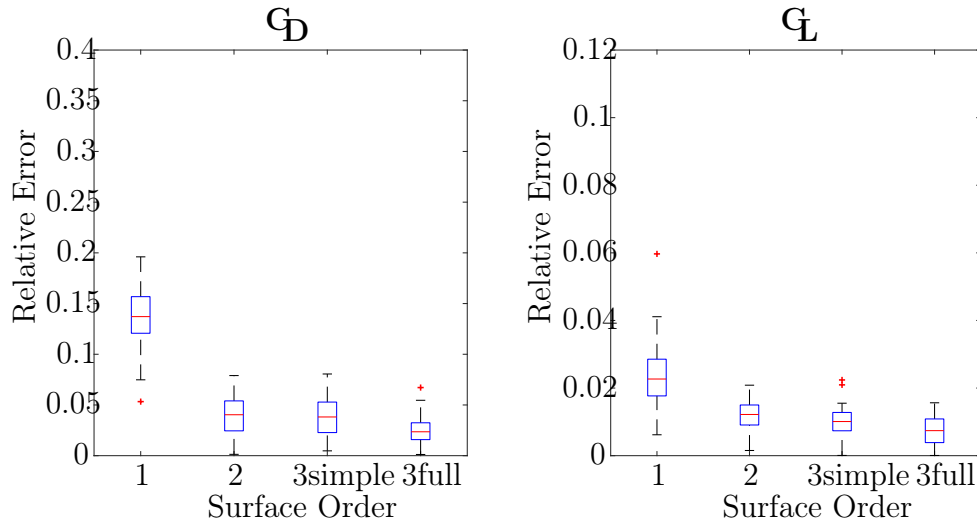 C_D
0.4
0.35
0.3
0.25
0.2
0.15
0.1
0.05
0
Relative Error
1 2 3simple 3full
Surface Order
C_L
0.12
0.1
0.08
0.06
0.04
0.02
0
Relative Error
1 2 3simple 3full
Surface Order